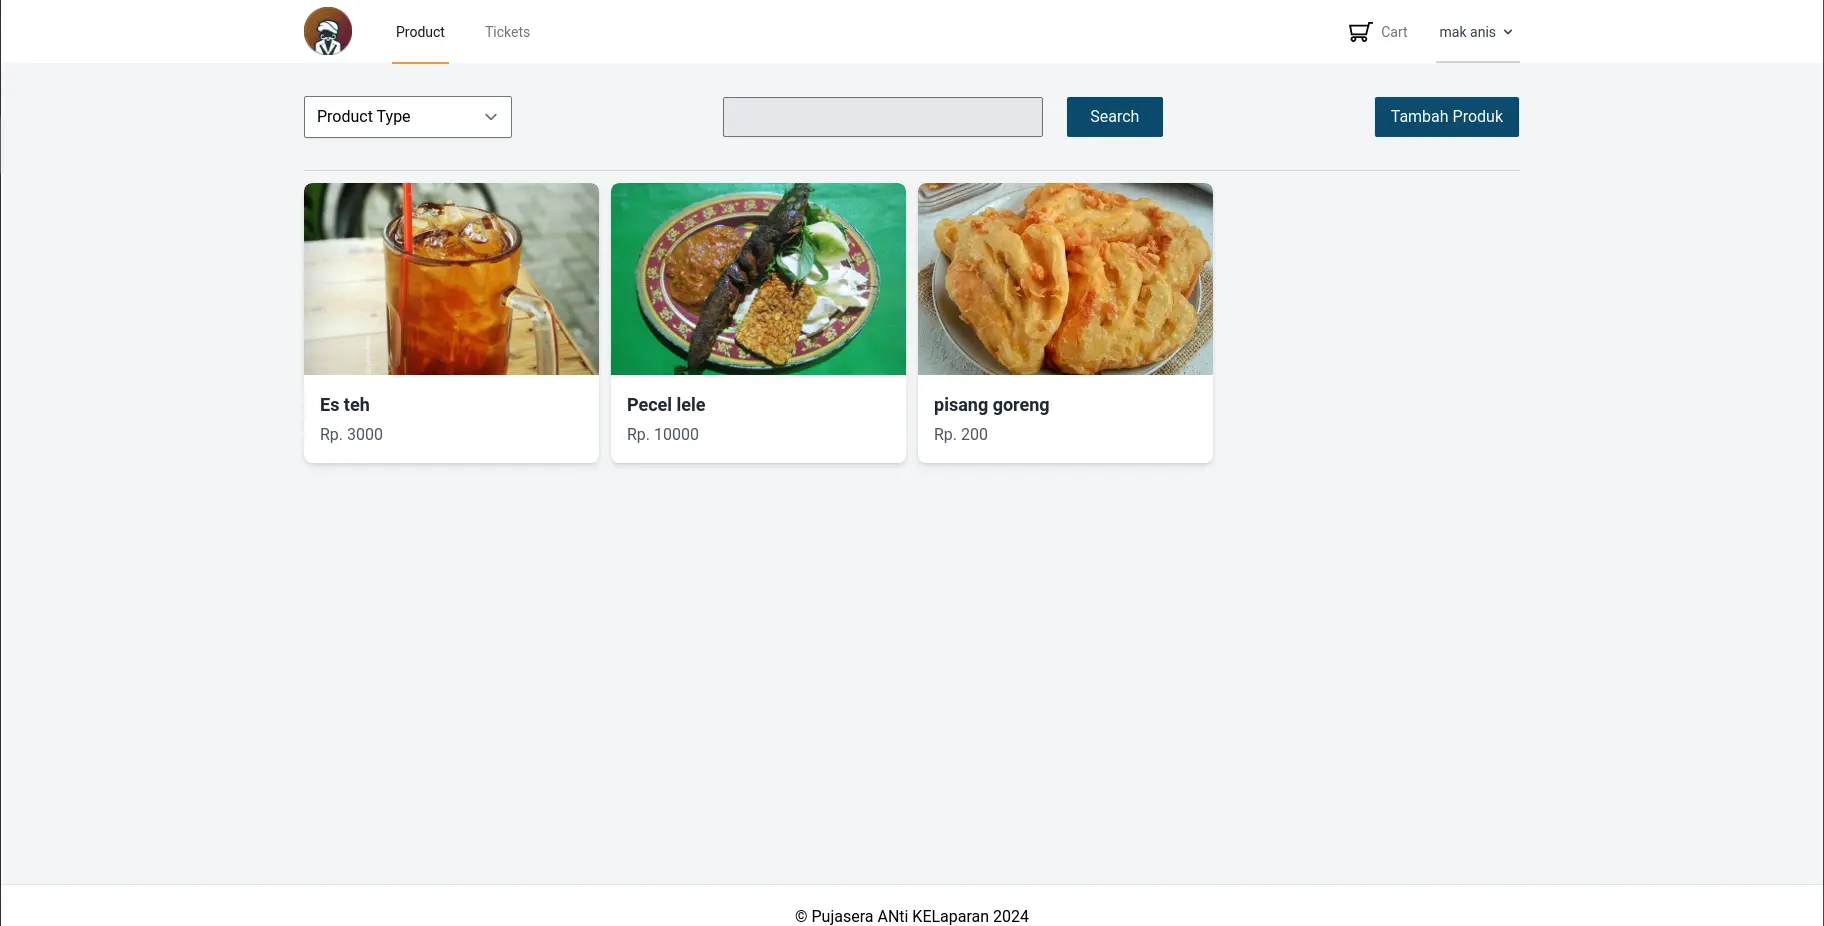 Product
Tickets
Cart
mak anis
Product Type
Search
Tambah Produk
Es teh
Rp. 3000
Pecel lele
Rp. 10000
pisang goreng
Rp. 200
© Pujasera ANti KELaparan 2024